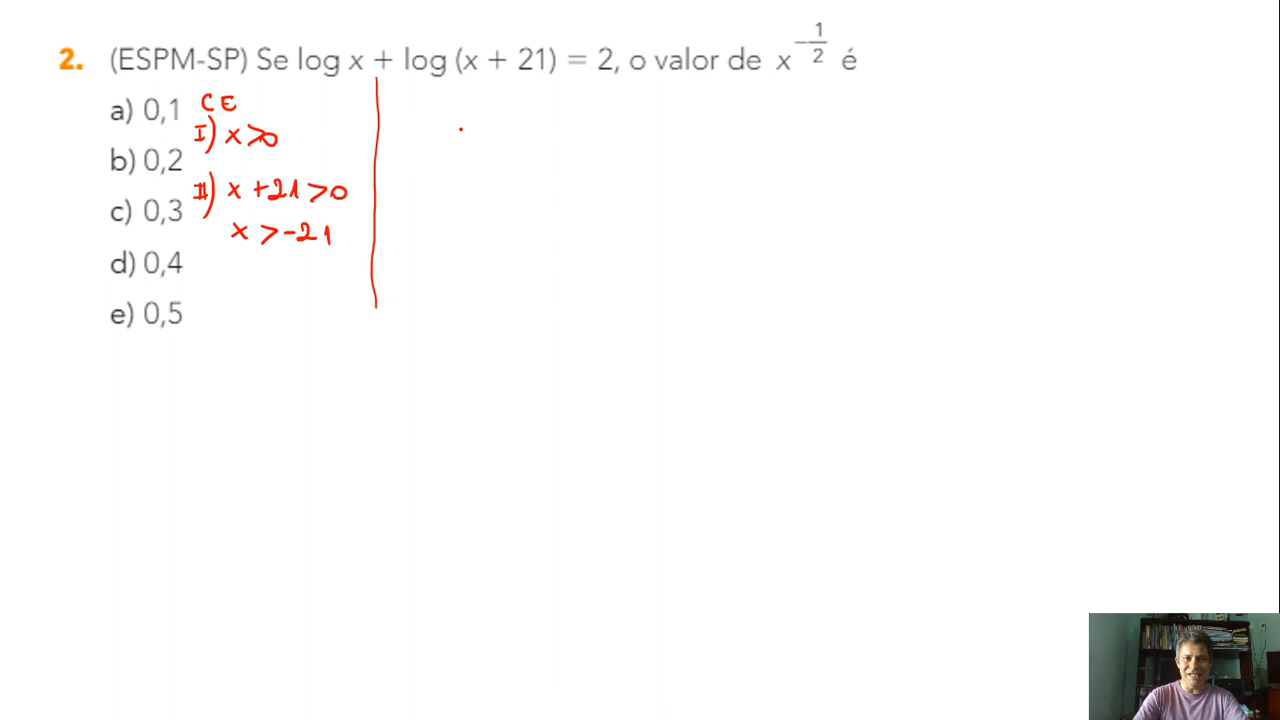 2. (ESPM-SP) Se log x + log (x + 21) = 2, o valor de x^{-\frac{1}{2}} é
a) 0,1
b) 0,2
c) 0,3
d) 0,4
e) 0,5
CE
I) x>0
II) x +21>0
x >-21